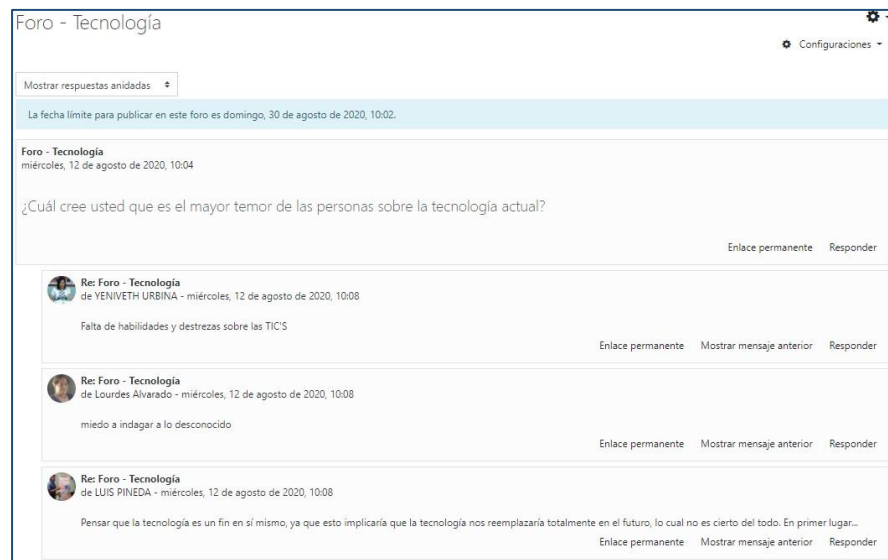 Foro - Tecnología
Configuraciones
Mostrar respuestas anidadas
La fecha límite para publicar en este foro es domingo, 30 de agosto de 2020, 10:02.
Foro - Tecnología
miércoles, 12 de agosto de 2020, 10:04
¿Cuál cree usted que es el mayor temor de las personas sobre la tecnología actual?
Enlace permanente Responder
Re: Foro - Tecnología
de YENIVETH URBINA - miércoles, 12 de agosto de 2020, 10:08
Falta de habilidades y destrezas sobre las TIC'S
Enlace permanente Mostrar mensaje anterior Responder
Re: Foro - Tecnología
de Lourdes Alvarado - miércoles, 12 de agosto de 2020, 10:08
miedo a indagar a lo desconocido
Enlace permanente Mostrar mensaje anterior Responder
Re: Foro - Tecnología
de LUIS PINEDA - miércoles, 12 de agosto de 2020, 10:08
Pensar que la tecnología es un fin en sí mismo, ya que esto implicaría que la tecnología nos reemplazaría totalmente en el futuro, lo cual no es cierto del todo. En primer lugar...
Enlace permanente Mostrar mensaje anterior Responder